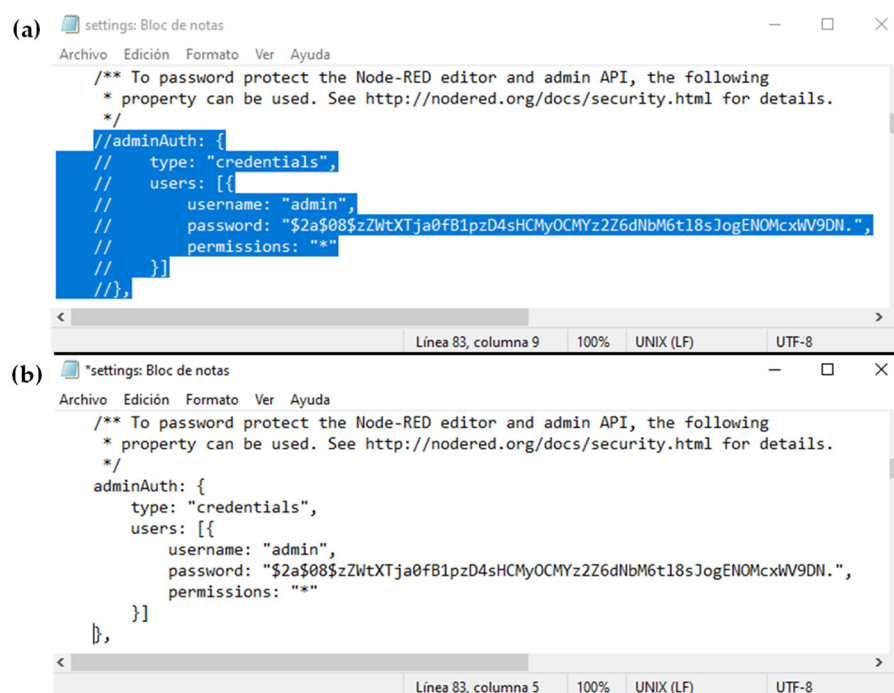 (a)
settings: Bloc de notas
Archivo Edición Formato Ver Ayuda
/** To password protect the Node-RED editor and admin API, the following
* property can be used. See http://nodered.org/docs/security.html for details.
*/
//adminAuth: {
// type: "credentials",
// users: [{
// username: "admin",
// password: "$2a$08$zZWtXTja0fB1pzD4sHCMyOCMYz2Z6dNbM6tl8sJogENOMcxWV9DN.",
// permissions: "*"
// }]
//},
Línea 83, columna 9 100% UNIX (LF) UTF-8
(b)
*settings: Bloc de notas
Archivo Edición Formato Ver Ayuda
/** To password protect the Node-RED editor and admin API, the following
* property can be used. See http://nodered.org/docs/security.html for details.
*/
adminAuth: {
type: "credentials",
users: [{
username: "admin",
password: "$2a$08$zZWtXTja0fB1pzD4sHCMyOCMYz2Z6dNbM6tl8sJogENOMcxWV9DN.",
permissions: "*"
}]
},
Línea 83, columna 5 100% UNIX (LF) UTF-8